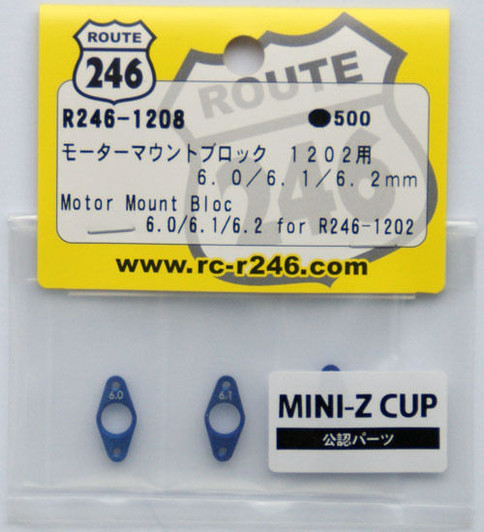 ROUTE
246
ROUTE
246
R246-1208 ●500
モーターマウントブロック 1202用
6.0/6.1/6.2mm
Motor Mount Bloc
6.0/6.1/6.2 for R246-1202
www.rc-r246.com
6.0
6.1
MINI-Z CUP
公認パーツ